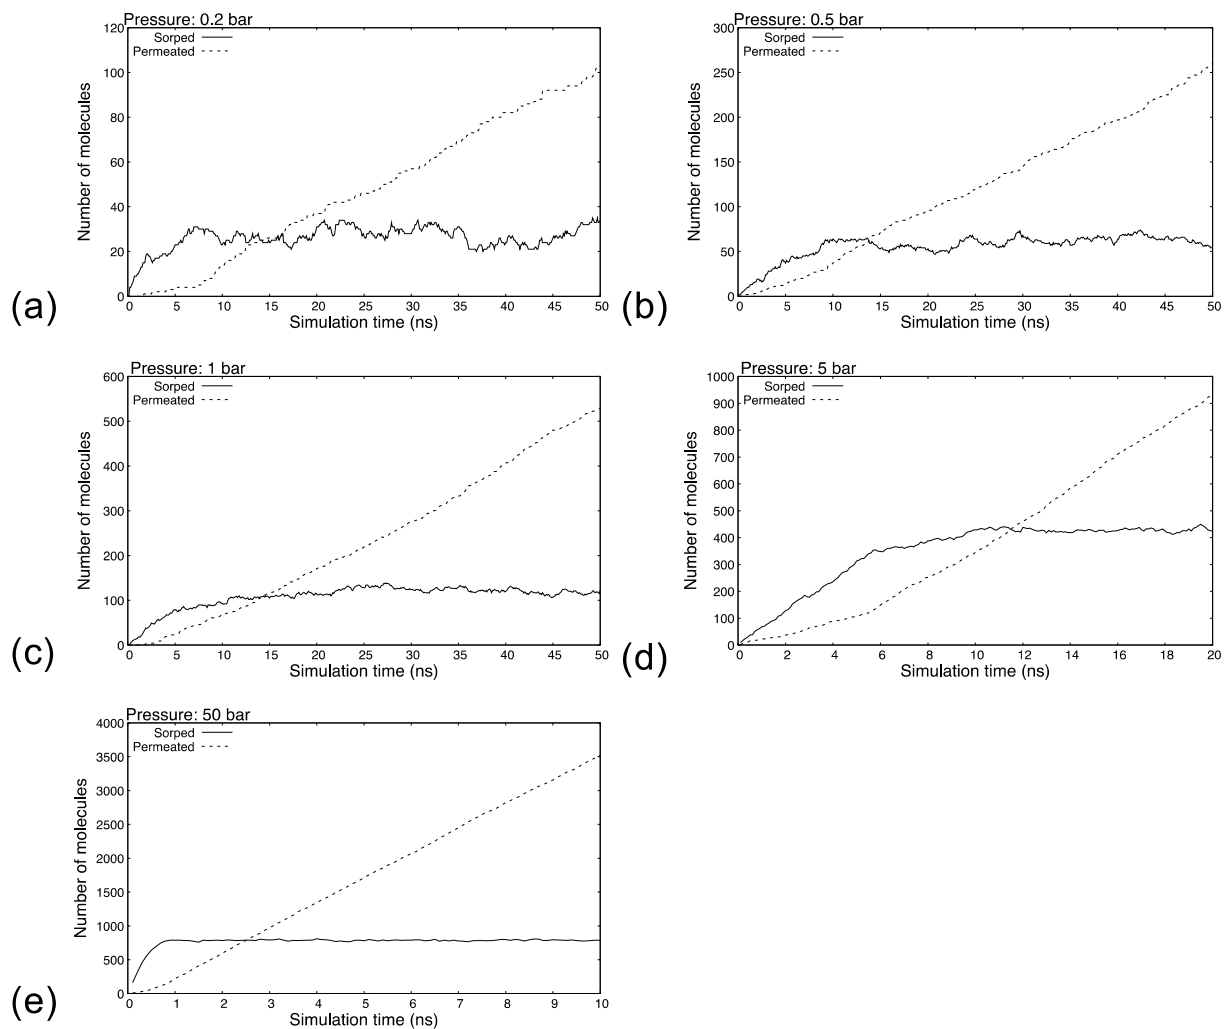 Pressure: 0.2 bar
Sorped
Permeated
Number of molecules
120
100
80
60
40
20
0
0 5 10 15 20 25 30 35 40 45 50
Simulation time (ns)
(a)
Pressure: 0.5 bar
Sorped
Permeated
Number of molecules
300
250
200
150
100
50
0
0 5 10 15 20 25 30 35 40 45 50
Simulation time (ns)
(b)
Pressure: 1 bar
Sorped
Permeated
Number of molecules
600
500
400
300
200
100
0
0 5 10 15 20 25 30 35 40 45 50
Simulation time (ns)
(c)
Pressure: 5 bar
Sorped
Permeated
Number of molecules
1000
900
800
700
600
500
400
300
200
100
0
0 2 4 6 8 10 12 14 16 18 20
Simulation time (ns)
(d)
Pressure: 50 bar
Sorped
Permeated
Number of molecules
4000
3500
3000
2500
2000
1500
1000
500
0
0 1 2 3 4 5 6 7 8 9 10
Simulation time (ns)
(e)